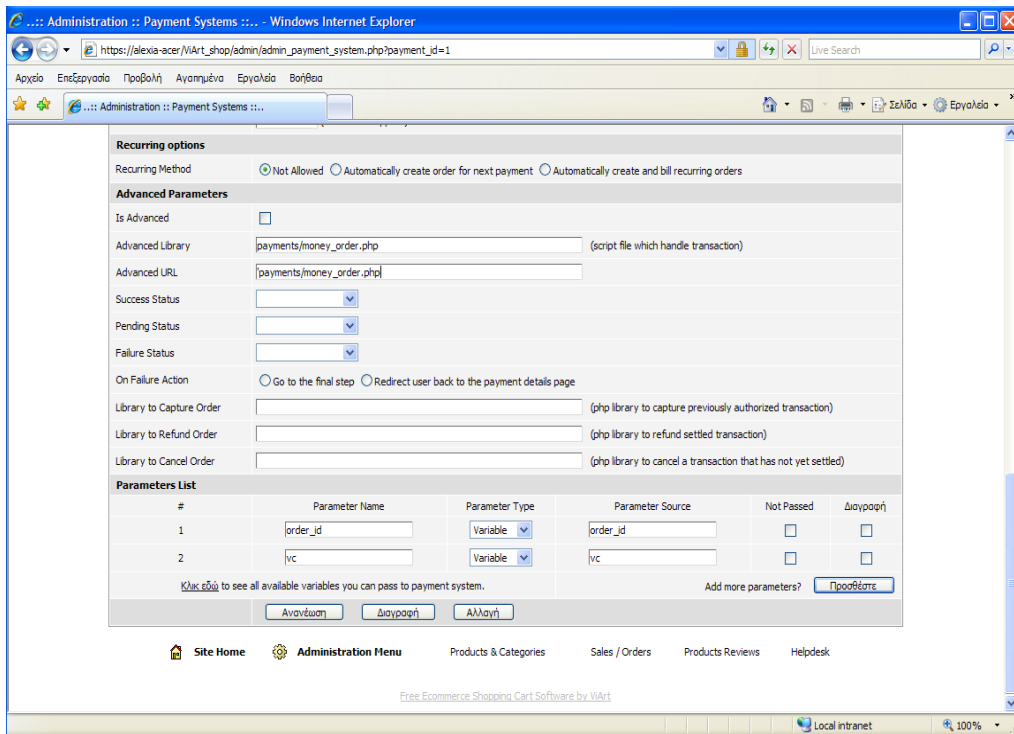 ..:: Administration :: Payment Systems ::.. - Windows Internet Explorer
https://alexia-acer/ViArt_shop/admin/admin_payment_system.php?payment_id=1
Live Search
Αρχείο Επεξεργασία Προβολή Αγαπημένα Εργαλεία Βοήθεια
..:: Administration :: Payment Systems ::..
Σελίδα Εργαλεία
Recurring options
Recurring Method Not Allowed Automatically create order for next payment Automatically create and bill recurring orders
Advanced Parameters
Is Advanced
Advanced Library payments/money_order.php (script file which handle transaction)
Advanced URL 'payments/money_order.php
Success Status
Pending Status
Failure Status
On Failure Action Go to the final step Redirect user back to the payment details page
Library to Capture Order (php library to capture previously authorized transaction)
Library to Refund Order (php library to refund settled transaction)
Library to Cancel Order (php library to cancel a transaction that has not yet settled)
Parameters List
# Parameter Name Parameter Type Parameter Source Not Passed Διαγραφή
1 order_id Variable order_id
2 vc Variable vc
Κλικ εδώ to see all available variables you can pass to payment system. Add more parameters? Προσθέστε
Ανανέωση Διαγραφή Αλλαγή
Site Home Administration Menu Products & Categories Sales / Orders Products Reviews Helpdesk
Free Ecommerce Shopping Cart Software by ViArt
Local intranet 100%